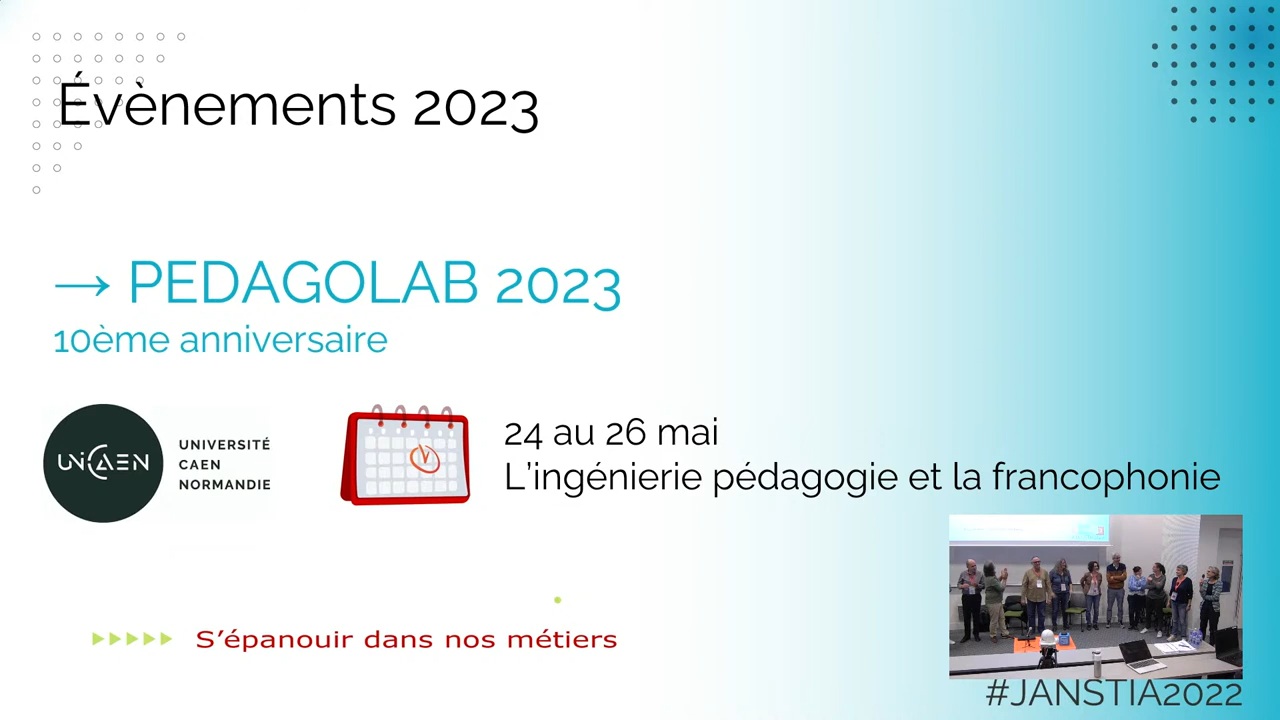 Évènements 2023
→ PEDAGOLAB 2023
10ème anniversaire
UNICAEN
UNIVERSITÉ
CAEN
NORMANDIE
24 au 26 mai
L'ingénierie pédagogie et la francophonie
S'épanouir dans nos métiers
#JANSTIA2022